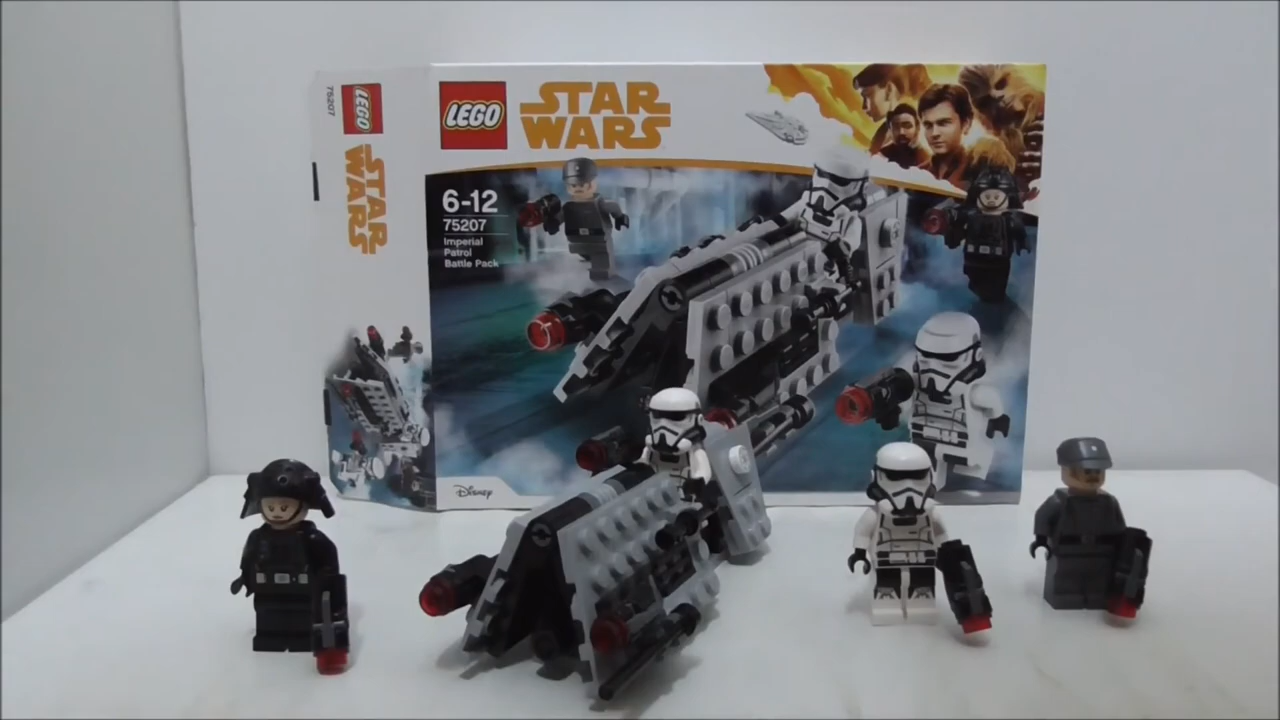 75207
LEGO
STAR
WARS
LEGO
STAR
WARS
6-12
75207
Imperial
Patrol
Battle Pack
Disney